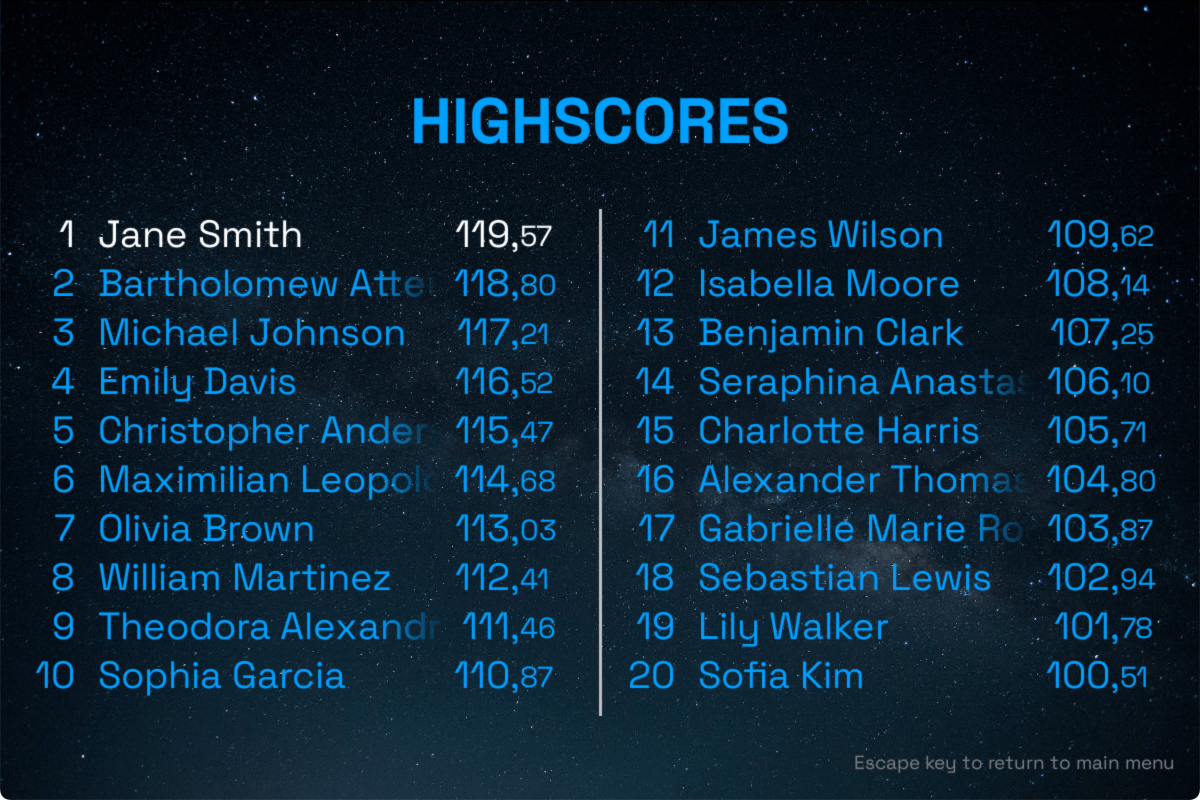 HIGHSCORES
1 Jane Smith 119,57
2 Bartholomew Atte 118,80
3 Michael Johnson 117,21
4 Emily Davis 116,52
5 Christopher Ander 115,47
6 Maximilian Leopol 114,68
7 Olivia Brown 113,03
8 William Martinez 112,41
9 Theodora Alexand 111,46
10 Sophia Garcia 110,87
11 James Wilson 109,62
12 Isabella Moore 108,14
13 Benjamin Clark 107,25
14 Seraphina Anastas 106,10
15 Charlotte Harris 105,71
16 Alexander Thomas 104,80
17 Gabrielle Marie Ro 103,87
18 Sebastian Lewis 102,94
19 Lily Walker 101,78
20 Sofia Kim 100,51
Escape key to return to main menu